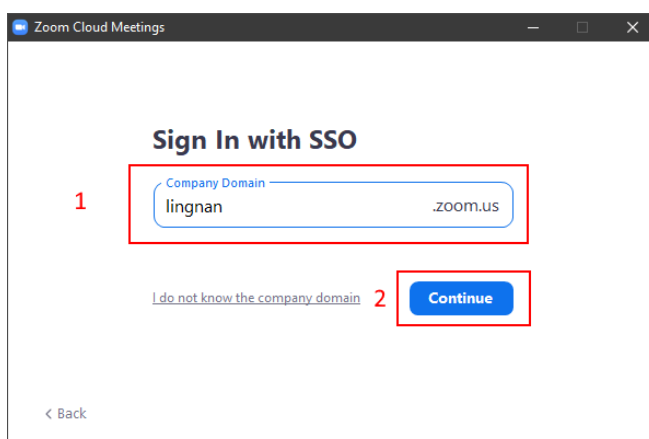 Zoom Cloud Meetings
Sign In with SSO
Company Domain
1
lingnan .zoom.us
I do not know the company domain
2
Continue
< Back